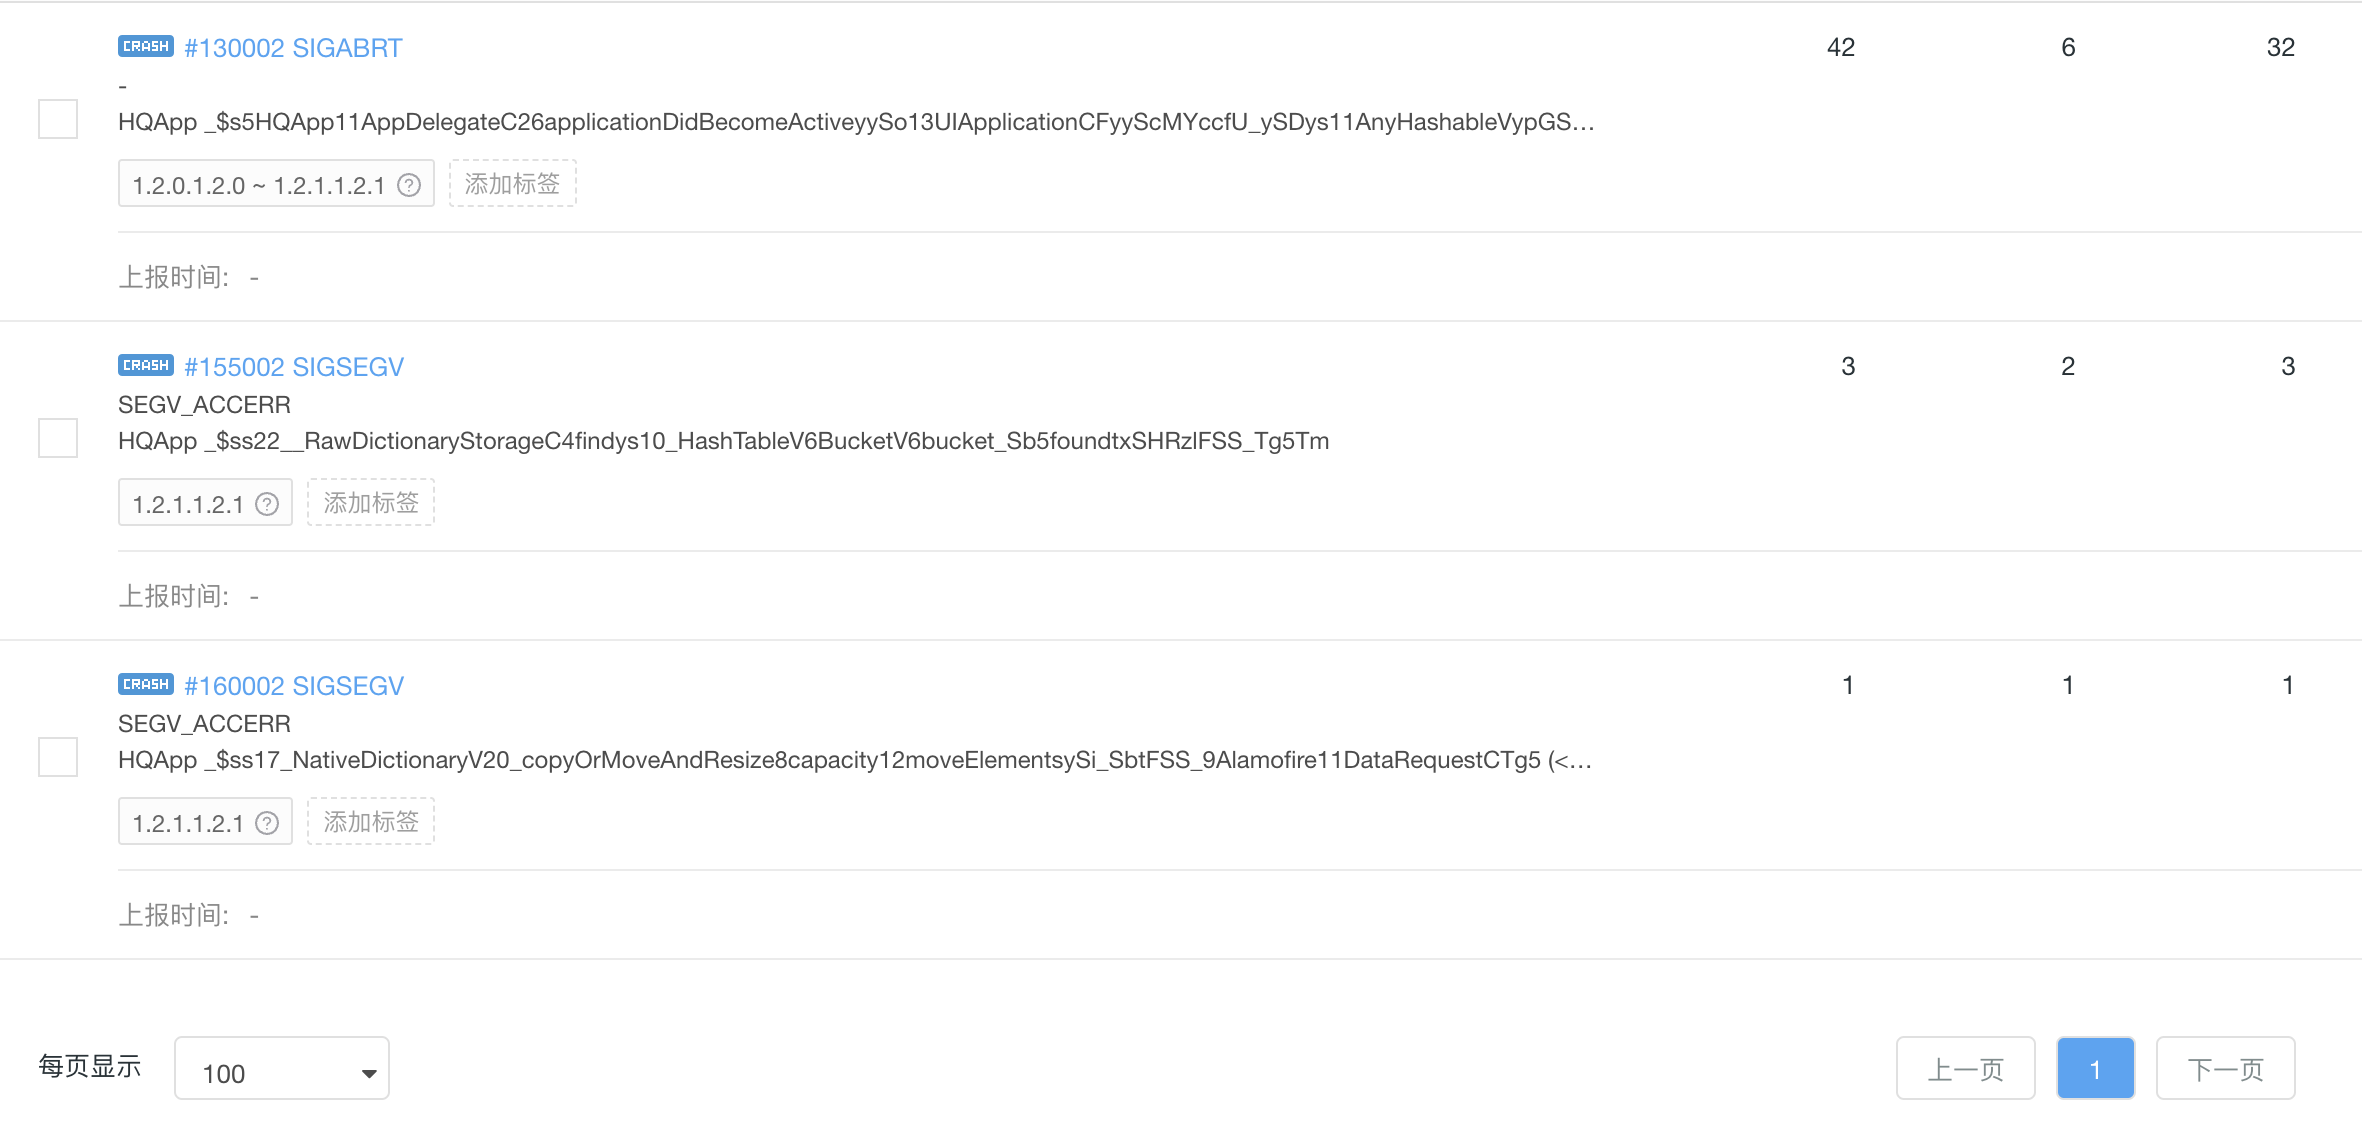 CRASH #130002 SIGABRT 42 6 32
-
HQApp _$s5HQApp11AppDelegateC26applicationDidBecomeActiveyySo13UIApplicationCFyyScMYccfU_ySDys11AnyHashableVypGS...
1.2.0.1.2.0 ~ 1.2.1.1.2.1 ? 添加标签
上报时间: -
CRASH #155002 SIGSEGV 3 2 3
SEGV_ACCERR
HQApp _$ss22__RawDictionaryStorageC4findys10_HashTableV6BucketV6bucket_Sb5foundtxSHRzlFSS_Tg5Tm
1.2.1.1.2.1 ? 添加标签
上报时间: -
CRASH #160002 SIGSEGV 1 1 1
SEGV_ACCERR
HQApp _$ss17_NativeDictionaryV20_copyOrMoveAndResize8capacity12moveElementsySi_SbtFSS_9Alamofire11DataRequestCTg5 (<...
1.2.1.1.2.1 ? 添加标签
上报时间: -
每页显示 100 上一页 1 下一页